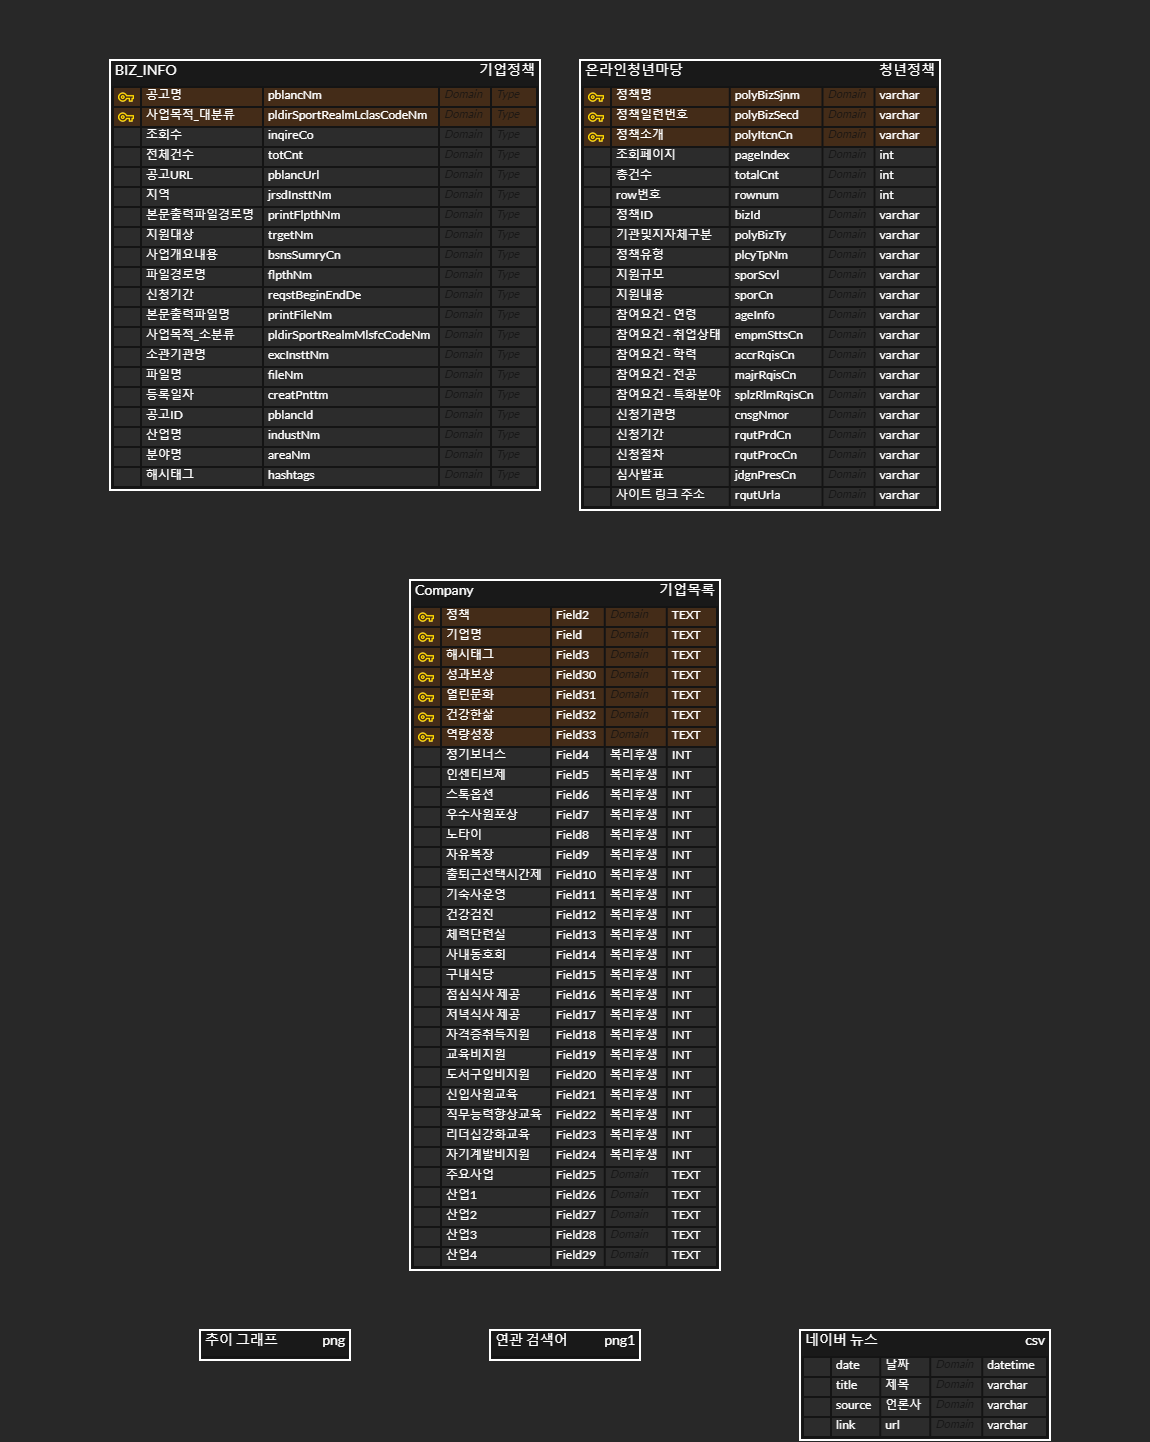 BIZ_INFO 기업정책
공고명 pblancNm Domain Type
사업목적_대분류 pldirSportRealmLclasCodeNm Domain Type
조회수 inqireCo Domain Type
전체건수 totCnt Domain Type
공고URL pblancUrl Domain Type
지역 jrsdInsttNm Domain Type
본문출력파일경로명 printFlpthNm Domain Type
지원대상 trgetNm Domain Type
사업개요내용 bsnsSumryCn Domain Type
파일경로명 flpthNm Domain Type
신청기간 reqstBeginEndDe Domain Type
본문출력파일명 printFileNm Domain Type
사업목적_소분류 pldirSportRealmMlsfcCodeNm Domain Type
소관기관명 excInsttNm Domain Type
파일명 fileNm Domain Type
등록일자 creatPnttm Domain Type
공고ID pblancId Domain Type
산업명 industNm Domain Type
분야명 areaNm Domain Type
해시태그 hashtags Domain Type
온라인청년마당 청년정책
정책명 polyBizSjnm Domain varchar
정책일련번호 polyBizSecd Domain varchar
정책소개 polyItcnCn Domain varchar
조회페이지 pageIndex Domain int
총건수 totalCnt Domain int
row번호 rownum Domain int
정책ID bizId Domain varchar
기관및지자체구분 polyBizTy Domain varchar
정책유형 plcyTpNm Domain varchar
지원규모 sporScvl Domain varchar
지원내용 sporCn Domain varchar
참여요건 - 연령 ageInfo Domain varchar
참여요건 - 취업상태 empmSttsCn Domain varchar
참여요건 - 학력 accrRqisCn Domain varchar
참여요건 - 전공 majrRqisCn Domain varchar
참여요건 - 특화분야 splzRlmRqisCn Domain varchar
신청기관명 cnsgNmor Domain varchar
신청기간 rqutPrdCn Domain varchar
신청절차 rqutProcCn Domain varchar
심사발표 jdgnPresCn Domain varchar
사이트 링크 주소 rqutUrla Domain varchar
Company 기업목록
정책 Field2 Domain TEXT
기업명 Field Domain TEXT
해시태그 Field3 Domain TEXT
성과보상 Field30 Domain TEXT
열린문화 Field31 Domain TEXT
건강한삶 Field32 Domain TEXT
역량성장 Field33 Domain TEXT
정기보너스 Field4 복리후생 INT
인센티브제 Field5 복리후생 INT
스톡옵션 Field6 복리후생 INT
우수사원포상 Field7 복리후생 INT
노타이 Field8 복리후생 INT
자유복장 Field9 복리후생 INT
출퇴근선택시간제 Field10 복리후생 INT
기숙사운영 Field11 복리후생 INT
건강검진 Field12 복리후생 INT
체력단련실 Field13 복리후생 INT
사내동호회 Field14 복리후생 INT
구내식당 Field15 복리후생 INT
점심식사 제공 Field16 복리후생 INT
저녁식사 제공 Field17 복리후생 INT
자격증취득지원 Field18 복리후생 INT
교육비지원 Field19 복리후생 INT
도서구입비지원 Field20 복리후생 INT
신입사원교육 Field21 복리후생 INT
직무능력향상교육 Field22 복리후생 INT
리더십강화교육 Field23 복리후생 INT
자기계발비지원 Field24 복리후생 INT
주요사업 Field25 Domain TEXT
산업1 Field26 Domain TEXT
산업2 Field27 Domain TEXT
산업3 Field28 Domain TEXT
산업4 Field29 Domain TEXT
추이 그래프 png
연관 검색어 png1
네이버 뉴스 csv
date 날짜 Domain datetime
title 제목 Domain varchar
source 언론사 Domain varchar
link url Domain varchar